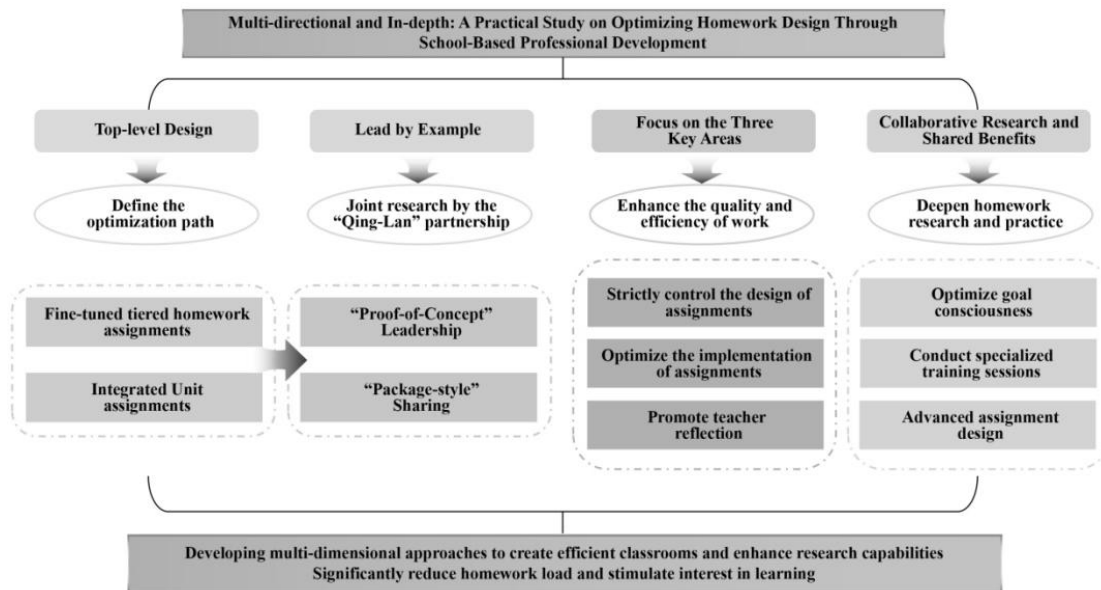 Multi-directional and In-depth: A Practical Study on Optimizing Homework Design Through
School-Based Professional Development
Top-level Design
Lead by Example
Focus on the Three
Key Areas
Collaborative Research and
Shared Benefits
Define the
optimization path
Joint research by the
“Qing-Lan” partnership
Enhance the quality and
efficiency of work
Deepen homework
research and practice
Fine-tuned tiered homework
assignments
Integrated Unit
assignments
“Proof-of-Concept”
Leadership
“Package-style”
Sharing
Strictly control the design of
assignments
Optimize the implementation
of assignments
Promote teacher
reflection
Optimize goal
consciousness
Conduct specialized
training sessions
Advanced assignment
design
Developing multi-dimensional approaches to create efficient classrooms and enhance research capabilities
Significantly reduce homework load and stimulate interest in learning